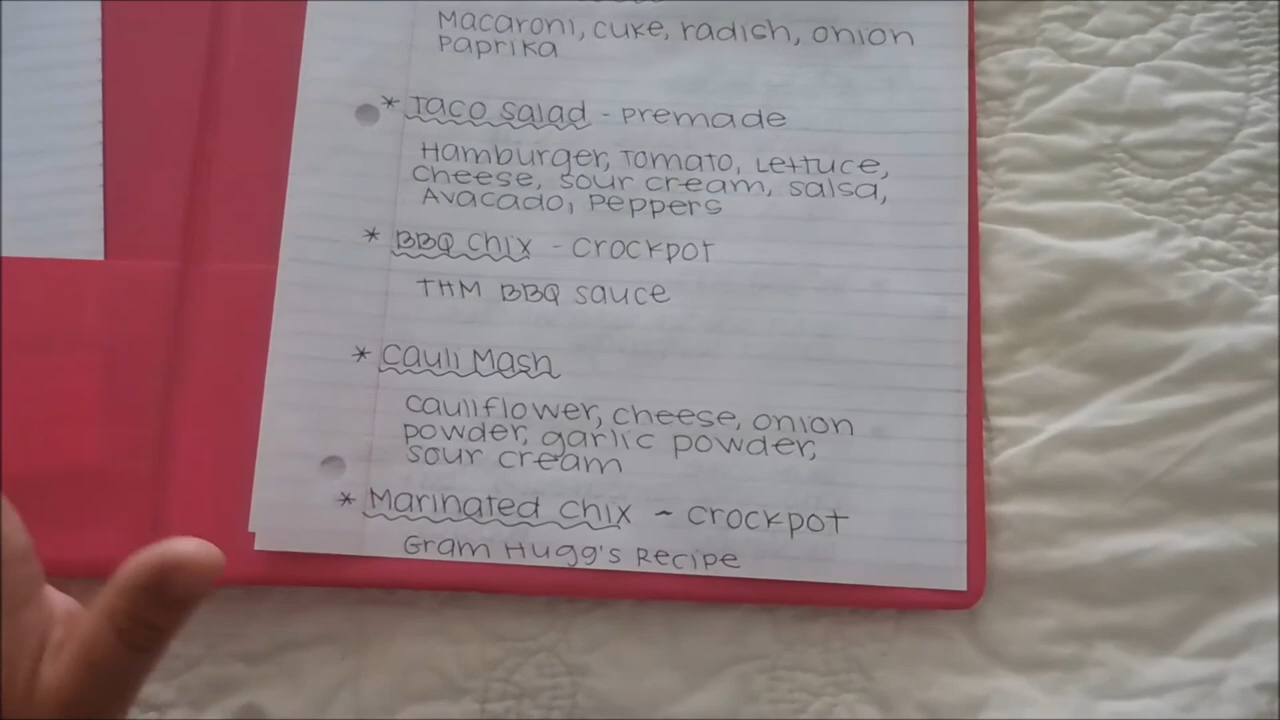 Macaroni, cuke, radish, onion
Paprika
* Taco salad - premade
Hamburger, Tomato, Lettuce,
cheese, sour cream, salsa,
Avacado, Peppers
* BBQ chix - crockpot
THM BBQ sauce
* Cauli Mash
cauliflower, cheese, onion
powder, garlic powder,
sour cream
* Marinated chix ~ crockpot
Gram Hugg's Recipe